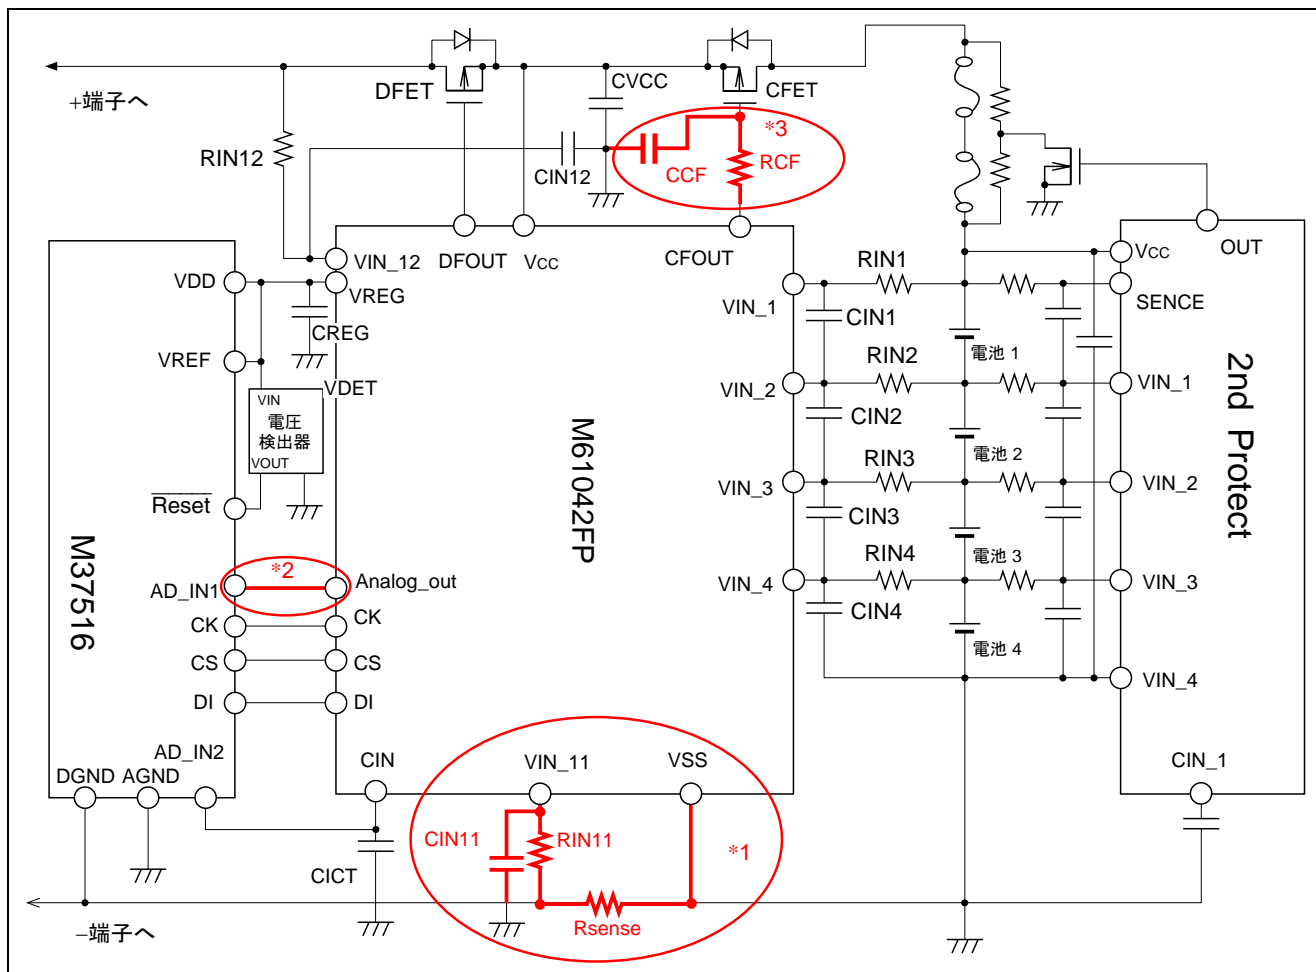 DFET
CVCC
CFET
+端子へ
*3
RIN12
CIN12
CCF
RCF
VIN_12
DFOUT
Vcc
CFOUT
RIN1
Vcc
OUT
VDD
VREG
VIN_1
SENCE
CREG
CIN1
VREF
VDET
RIN2
電池 1
VIN_2
VIN_1
VIN
電圧
検出器
VOUT
CIN2
M61042FP
2nd Protect
RIN3
電池 2
VIN_3
VIN_2
Reset
CIN3
M37516
*2
AD_IN1
Analog_out
RIN4
電池 3
VIN_4
VIN_3
CK
CK
CIN4
CS
CS
電池 4
DI
DI
VIN_4
AD_IN2
DGND
AGND
CIN
VIN_11
VSS
CIN_1
CIN11
RIN11
*1
CICT
Rsense
−端子へ